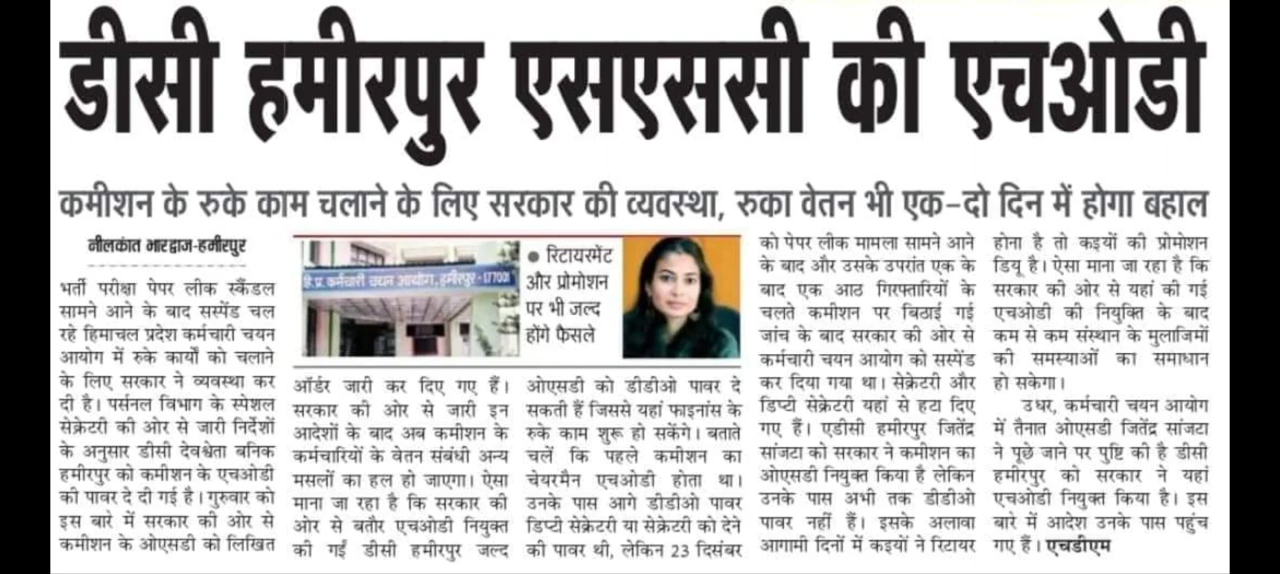 डीसी हमीरपुर एसएससी की एचओडी
कमीशन के रुके काम चलाने के लिए सरकार की व्यवस्था, रुका वेतन भी एक-दो दिन में होगा बहाल
नीलकांत भारद्वाज-हमीरपुर
भर्ती परीक्षा पेपर लीक स्कैंडल
सामने आने के बाद सस्पेंड चल
रहे हिमाचल प्रदेश कर्मचारी चयन
आयोग में रुके कार्यों को चलाने
के लिए सरकार ने व्यवस्था कर
दी है। पर्सनल विभाग के स्पेशल
सेक्रेटरी की ओर से जारी निर्देशों
के अनुसार डीसी देवश्वेता बनिक
हमीरपुर को कमीशन के एचओडी
की पावर दे दी गई है। गुरुवार को
इस बारे में सरकार की ओर से
कमीशन के ओएसडी को लिखित
हि.प्र. कर्मचारी चयन आयोग, हमीरपुर-177001
● रिटायरमेंट
और प्रोमोशन
पर भी जल्द
होंगे फैसले
ऑर्डर जारी कर दिए गए हैं।
सरकार की ओर से जारी इन
आदेशों के बाद अब कमीशन के
कर्मचारियों के वेतन संबंधी अन्य
मसलों का हल हो जाएगा। ऐसा
माना जा रहा है कि सरकार की
ओर से बतौर एचओडी नियुक्त
की गईं डीसी हमीरपुर जल्द
ओएसडी को डीडीओ पावर दे
सकती हैं जिससे यहां फाइनांस के
रुके काम शुरू हो सकेंगे। बताते
चलें कि पहले कमीशन का
चेयरमैन एचओडी होता था।
उनके पास आगे डीडीओ पावर
डिप्टी सेक्रेटरी या सेक्रेटरी को देने
की पावर थी, लेकिन 23 दिसंबर
को पेपर लीक मामला सामने आने
के बाद और उसके उपरांत एक के
बाद एक आठ गिरफ्तारियों के
चलते कमीशन पर बिठाई गई
जांच के बाद सरकार की ओर से
कर्मचारी चयन आयोग को सस्पेंड
कर दिया गया था। सेक्रेटरी और
डिप्टी सेक्रेटरी यहां से हटा दिए
गए हैं। एडीसी हमीरपुर जितेंद्र
सांजटा को सरकार ने कमीशन का
ओएसडी नियुक्त किया है लेकिन
उनके पास अभी तक डीडीओ
पावर नहीं हैं। इसके अलावा
आगामी दिनों में कइयों ने रिटायर
होना है तो कइयों की प्रोमोशन
डियू है। ऐसा माना जा रहा है कि
सरकार की ओर से यहां की गई
एचओडी की नियुक्ति के बाद
कम से कम संस्थान के मुलाजिमों
की समस्याओं का समाधान
हो सकेगा।
उधर, कर्मचारी चयन आयोग
में तैनात ओएसडी जितेंद्र सांजटा
ने पूछे जाने पर पुष्टि की है डीसी
हमीरपुर को सरकार ने यहां
एचओडी नियुक्त किया है। इस
बारे में आदेश उनके पास पहुंच
गए हैं। एचडीएम